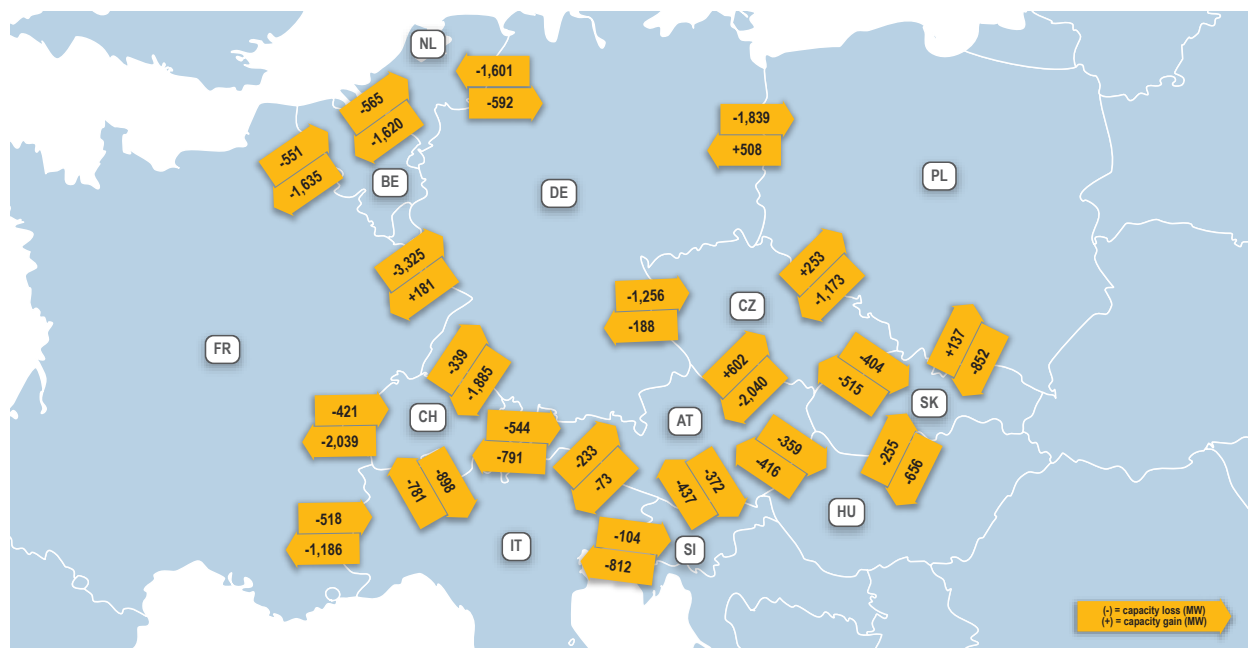 NL
-1,601
-592
-565
-1,620
-551
-1,635
BE
DE
-1,839
+508
PL
-3,325
+181
+253
-1,173
-1,256
-188
CZ
FR
-339
-1,885
+602
-2,040
-404
-515
+137
-852
SK
-421
-2,039
CH
-544
-791
AT
-233
-73
-359
-416
-255
-656
-781
-898
-437
-372
HU
-518
-1,186
IT
-104
-812
SI
(-) = capacity loss (MW)
(+) = capacity gain (MW)